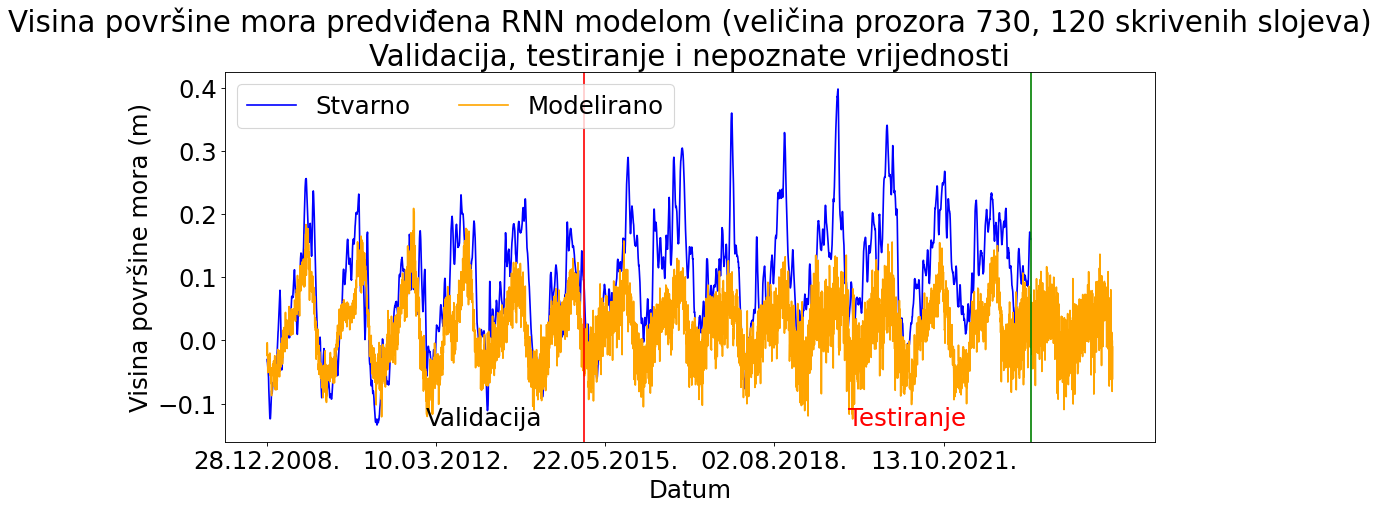 Visina površine mora predviđena RNN modelom (veličina prozora 730, 120 skrivenih slojeva)
Validacija, testiranje i nepoznate vrijednosti
Stvarno
Modelirano
Visina površine mora (m)
0.4
0.3
0.2
0.1
0.0
−0.1
Validacija
Testiranje
28.12.2008.
10.03.2012.
22.05.2015.
02.08.2018.
13.10.2021.
Datum